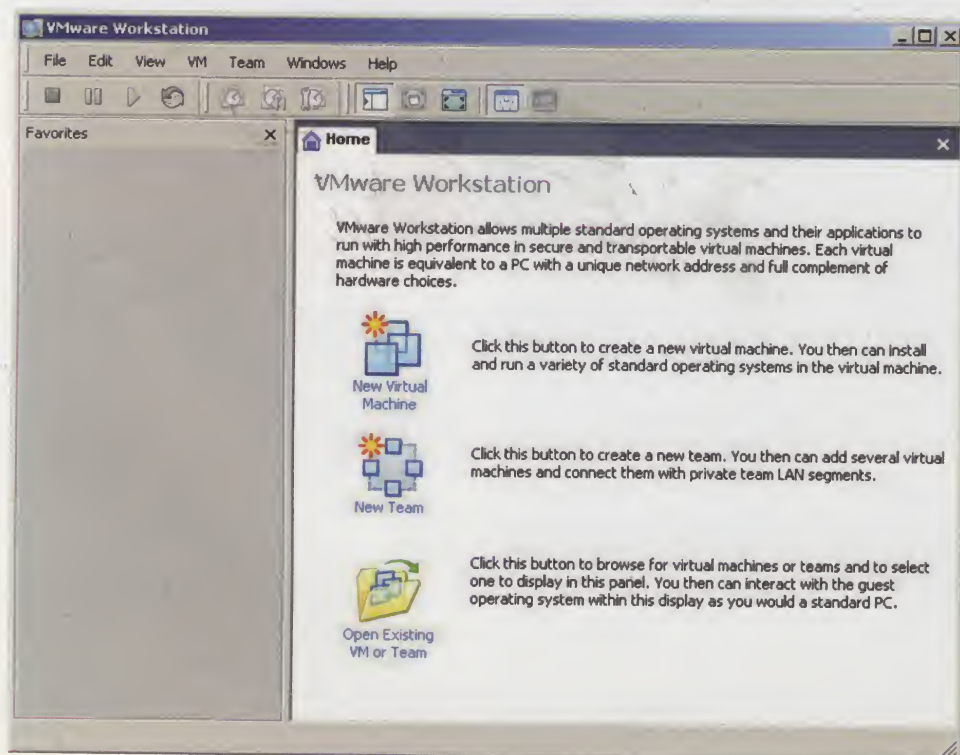 VMware Workstation
File Edit View VM Team Windows Help
Favorites
Home
VMware Workstation
VMware Workstation allows multiple standard operating systems and their applications to
run with high performance in secure and transportable virtual machines. Each virtual
machine is equivalent to a PC with a unique network address and full complement of
hardware choices.
New Virtual
Machine
Click this button to create a new virtual machine. You then can install
and run a variety of standard operating systems in the virtual machine.
New Team
Click this button to create a new team. You then can add several virtual
machines and connect them with private team LAN segments.
Open Existing
VM or Team
Click this button to browse for virtual machines or teams and to select
one to display in this panel. You then can interact with the guest
operating system within this display as you would a standard PC.